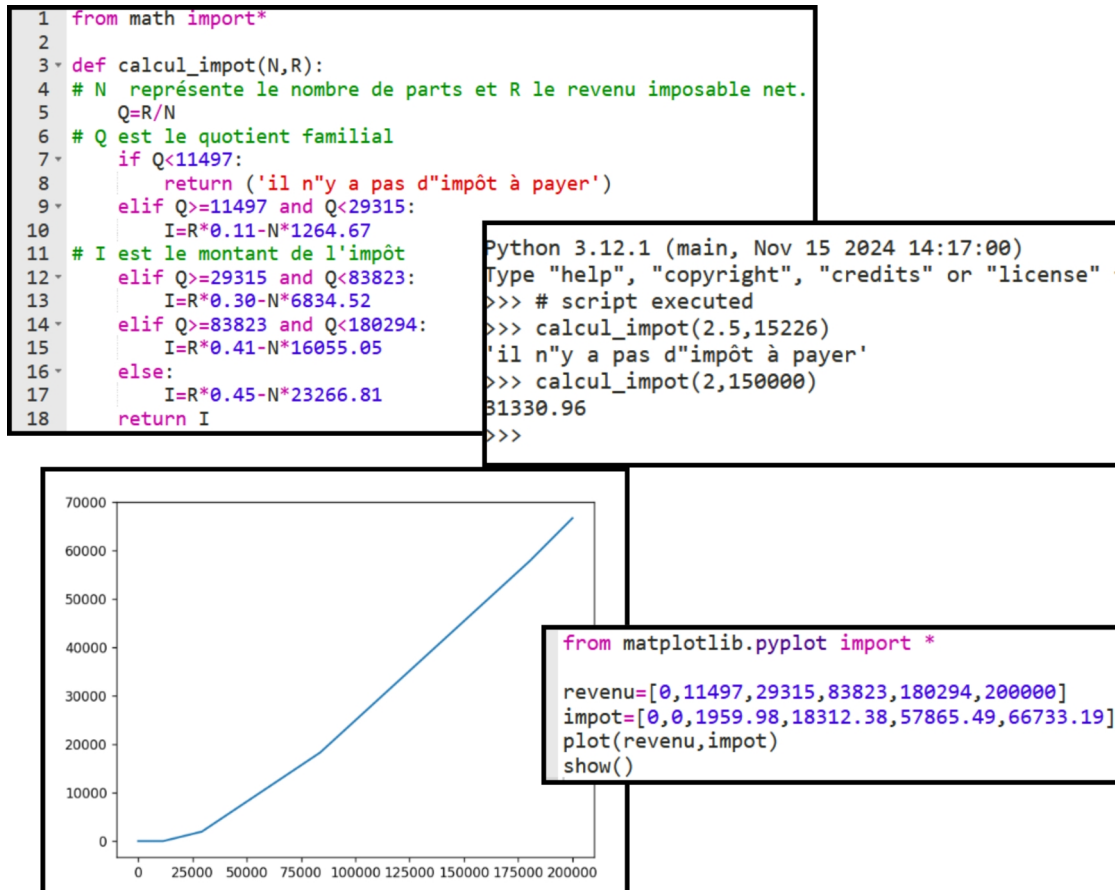 1 from math import*
2
3 def calcul_impot(N,R):
4 # N représente le nombre de parts et R le revenu imposable net.
5 Q=R/N
6 # Q est le quotient familial
7 if Q<11497:
8 return ('il n"y a pas d"impôt à payer')
9 elif Q>=11497 and Q<29315:
10 I=R*0.11-N*1264.67
11 # I est le montant de l'impôt
12 elif Q>=29315 and Q<83823:
13 I=R*0.30-N*6834.52
14 elif Q>=83823 and Q<180294:
15 I=R*0.41-N*16055.05
16 else:
17 I=R*0.45-N*23266.81
18 return I
Python 3.12.1 (main, Nov 15 2024 14:17:00)
Type "help", "copyright", "credits" or "license"
>>> # script executed
>>> calcul_impot(2.5,15226)
'il n"y a pas d"impôt à payer'
>>> calcul_impot(2,150000)
31330.96
>>>
70000
60000
50000
40000
30000
20000
10000
0
0 25000 50000 75000 100000 125000 150000 175000 200000
from matplotlib.pyplot import *
revenu=[0,11497,29315,83823,180294,200000]
impot=[0,0,1959.98,18312.38,57865.49,66733.19]
plot(revenu,impot)
show()